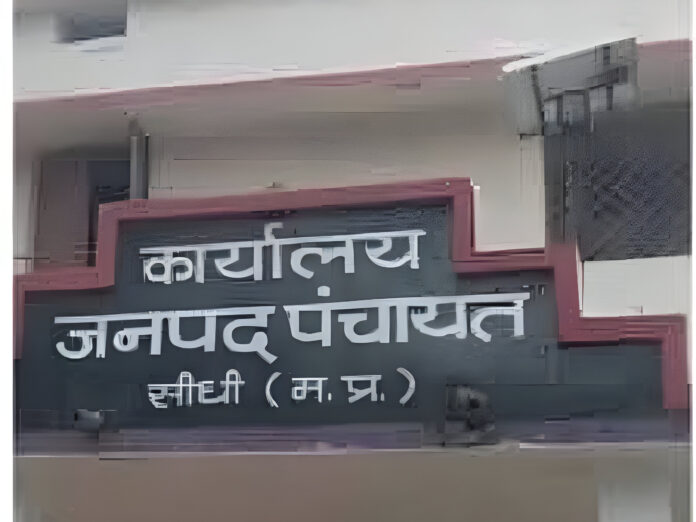 कार्यालय
जनपद पंचायत
सीधी (म. प्र.)